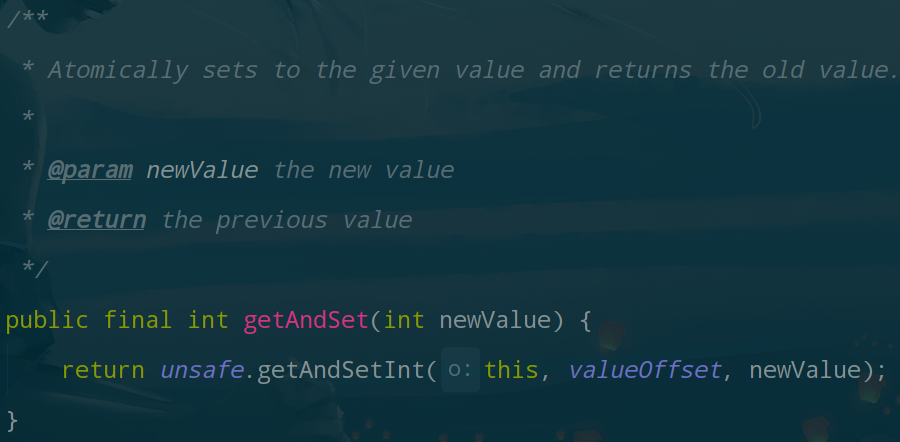 /**
* Atomically sets to the given value and returns the old value.
*
* @param newValue the new value
* @return the previous value
*/
public final int getAndSet(int newValue) {
return unsafe.getAndSetInt( o: this, valueOffset, newValue);
}